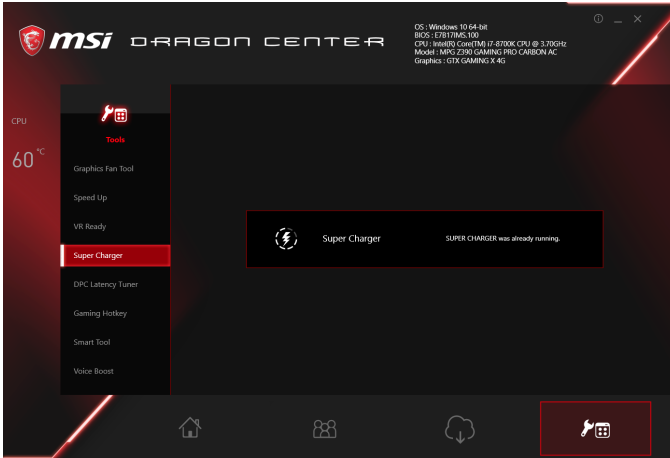 msi DRAGON CENTER
OS : Windows 10 64-bit
BIOS : E7B17IMS.100
CPU : Intel(R) Core(TM) i7-8700K CPU @ 3.70GHz
Model : MPG Z390 GAMING PRO CARBON AC
Graphics : GTX GAMING X 4G
CPU
60 °C
Tools
Graphics Fan Tool
Speed Up
VR Ready
Super Charger
DPC Latency Tuner
Gaming Hotkey
Smart Tool
Voice Boost
Super Charger
SUPER CHARGER was already running.